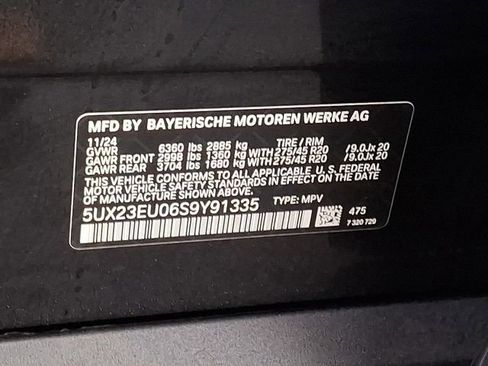 MFD BY BAYERISCHE MOTOREN WERKE AG
11/24 TIRE / RIM
GVWR 6360 lbs 2885 kg
GAWR FRONT 2998 lbs 1360 kg WITH 275/45 R20 / 9.0Jx 20
GAWR REAR 3704 lbs 1680 kg WITH 275/45 R20 / 9.0Jx 20
THIS VEHICLE CONFORMS TO ALL APPLICABLE U. S. FEDERAL
MOTOR VEHICLE SAFETY STANDARDS IN EFFECT ON THE DATE OF
MANUFACTURE SHOWN ABOVE.
5UX23EU06S9Y91335 TYPE: MPV
475
7 320 729